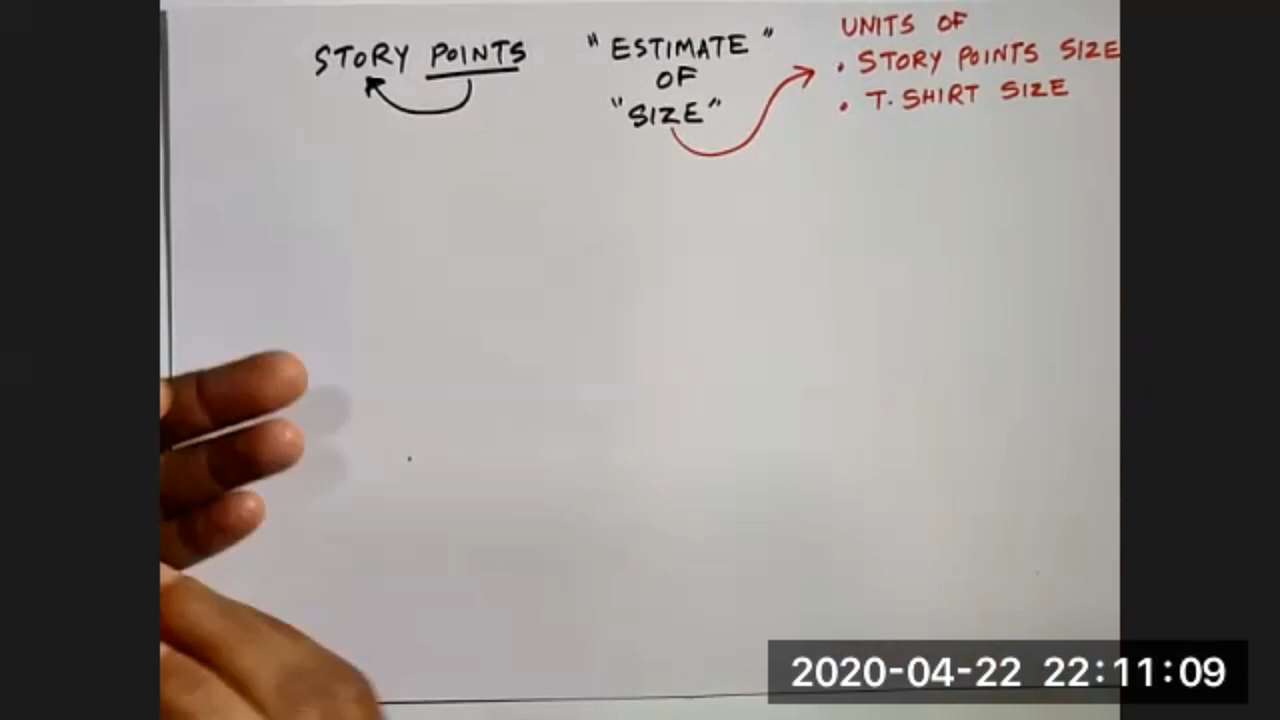 STORY POINTS
"ESTIMATE"
OF
"SIZE"
UNITS OF
• STORY POINTS SIZE
• T. SHIRT SIZE
2020-04-22 22:11:09